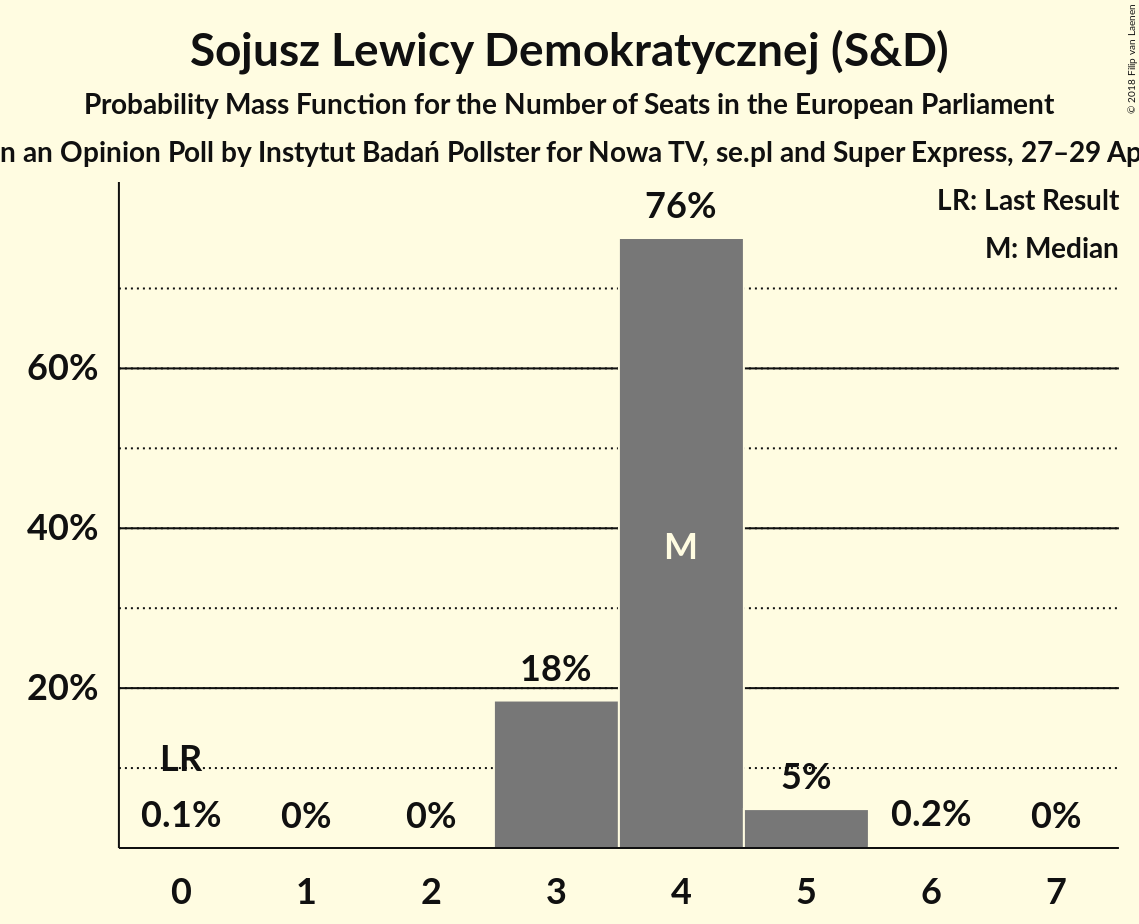 Sojusz Lewicy Demokratycznej (S&D)
Probability Mass Function for the Number of Seats in the European Parliament
n an Opinion Poll by Instytut Badań Pollster for Nowa TV, se.pl and Super Express, 27–29 Ap
© 2018 Filip van Laenen
LR: Last Result
M: Median
76%
60%
40%
M
18%
20%
LR
5%
0.1% 0% 0% 0.2% 0%
0 1 2 3 4 5 6 7